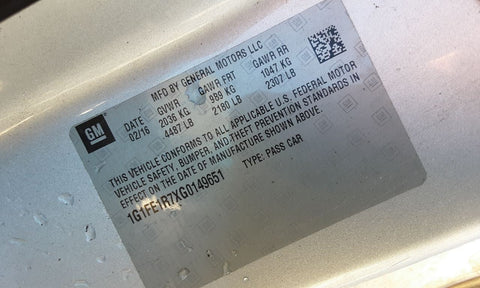 MFD BY GENERAL MOTORS LLC
DATE GVWR GAWR FRT GAWR RR
02/16 2036 KG 989 KG 1047 KG
4487 LB 2180 LB 2307 LB
GM
THIS VEHICLE CONFORMS TO ALL APPLICABLE U.S. FEDERAL MOTOR
VEHICLE SAFETY, BUMPER, AND THEFT PREVENTION STANDARDS IN
EFFECT ON THE DATE OF MANUFACTURE SHOWN ABOVE.
1G1FE1R7XG0149651 TYPE: PASS CAR